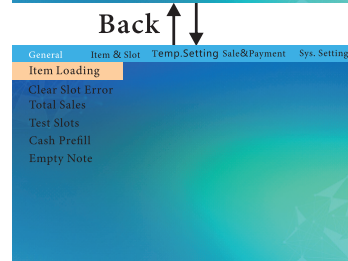 Back
General Item & Slot Temp.Setting Sale&Payment Sys. Setting
Item Loading
Clear Slot Error
Total Sales
Test Slots
Cash Prefill
Empty Note